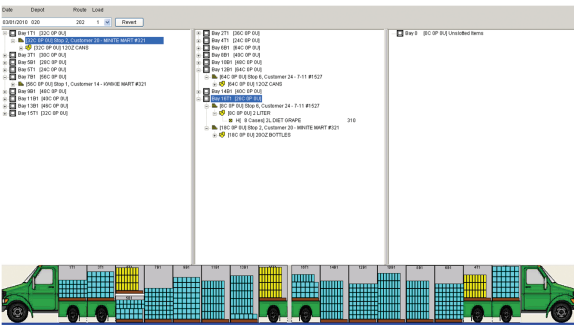 Date Depot Route Load
03/01/2010 020 202 1 Revert
Bay 1T1 [32C 0P 0U]
[32C 0P 0U] Stop 2, Customer 20 - MINITE MART #321
[32C 0P 0U] 12OZ CANS
Bay 3T1 [30C 0P 0U]
Bay 5B1 [28C 0P 0U]
Bay 5T1 [24C 0P 0U]
Bay 7B1 [56C 0P 0U]
[56C 0P 0U] Stop 1, Customer 14 - KWIKIE MART #321
Bay 9B1 [48C 0P 0U]
Bay 11B1 [49C 0P 0U]
Bay 13B1 [46C 0P 0U]
Bay 15T1 [32C 0P 0U]
Bay 2T1 [36C 0P 0U]
Bay 4T1 [24C 0P 0U]
Bay 6B1 [64C 0P 0U]
Bay 8B1 [49C 0P 0U]
Bay 10B1 [48C 0P 0U]
Bay 12B1 [64C 0P 0U]
[64C 0P 0U] Stop 6, Customer 24 - 7-11 #1527
[64C 0P 0U] 12OZ CANS
Bay 14B1 [40C 0P 0U]
Bay 16T1 [26C 0P 0U]
[8C 0P 0U] Stop 6, Customer 24 - 7-11 #1527
[8C 0P 0U] 2 LITER
H[ 8 Cases] 2L DIET GRAPE 310
[18C 0P 0U] Stop 2, Customer 20 - MINITE MART #321
[18C 0P 0U] 20OZ BOTTLES
Bay 0 [0C 0P 0U] Unslotted Items
1T1 3T1 7B1 9B1 11B1 13B1 15T1 16T1 14B1 12B1 10B1 8B1 6B1 4T1 2T1
5B1